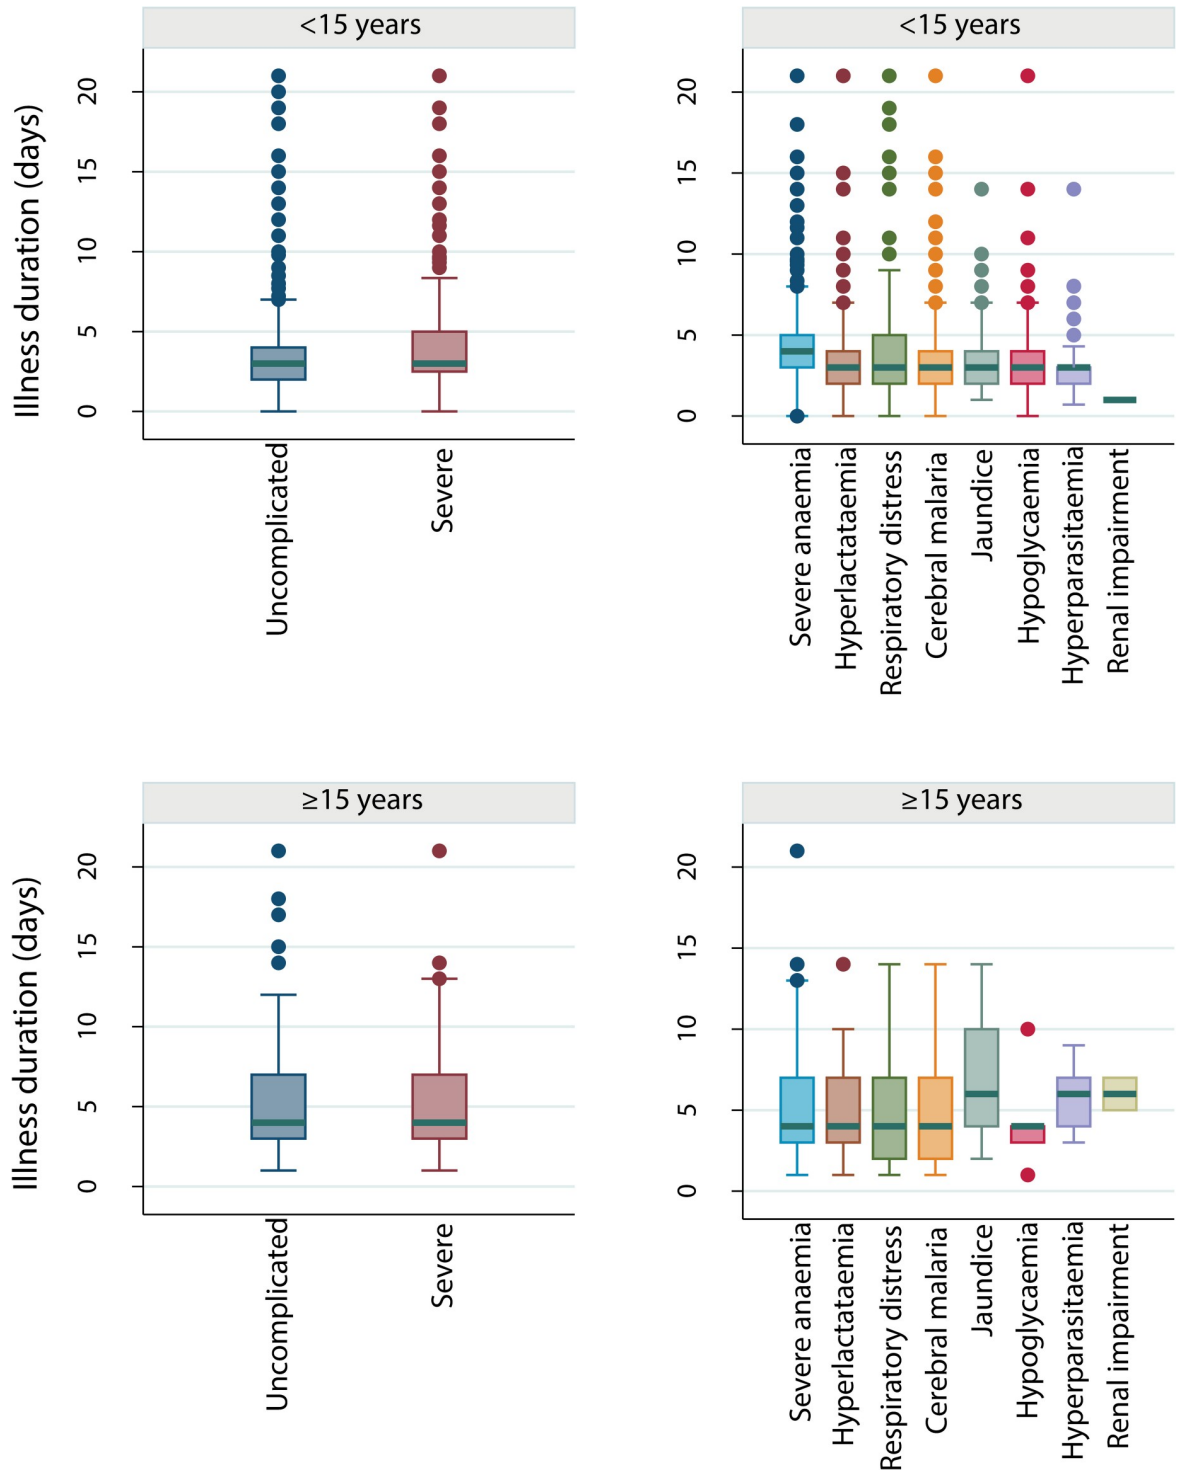 <15 years
Illness duration (days)
20
15
10
5
0
Uncomplicated
Severe
<15 years
20
15
10
5
0
Severe anaemia
Hyperlactataemia
Respiratory distress
Cerebral malaria
Jaundice
Hypoglycaemia
Hyperparasitaemia
Renal impairment
≥15 years
Illness duration (days)
20
15
10
5
0
Uncomplicated
Severe
≥15 years
20
15
10
5
0
Severe anaemia
Hyperlactataemia
Respiratory distress
Cerebral malaria
Jaundice
Hypoglycaemia
Hyperparasitaemia
Renal impairment